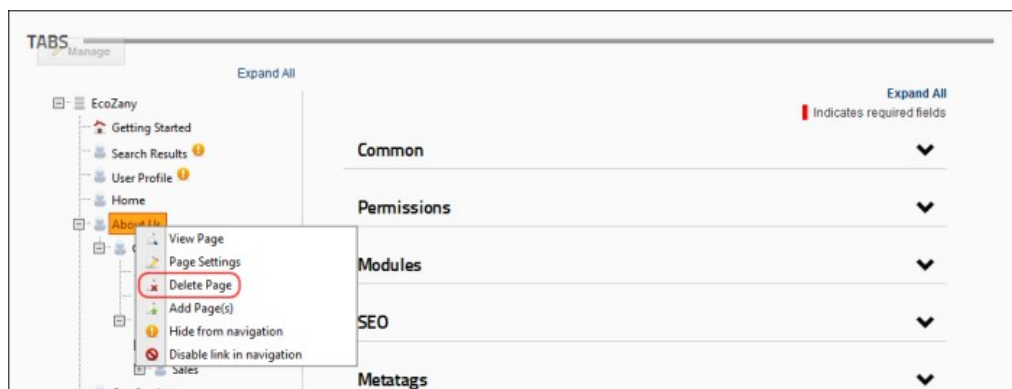 TABS
Manage
Expand All
Expand All
Indicates required fields
EcoZany
Getting Started
Search Results
User Profile
Home
About Us
View Page
Page Settings
Delete Page
Add Page(s)
Hide from navigation
Disable link in navigation
Sales
Common
Permissions
Modules
SEO
Metatags